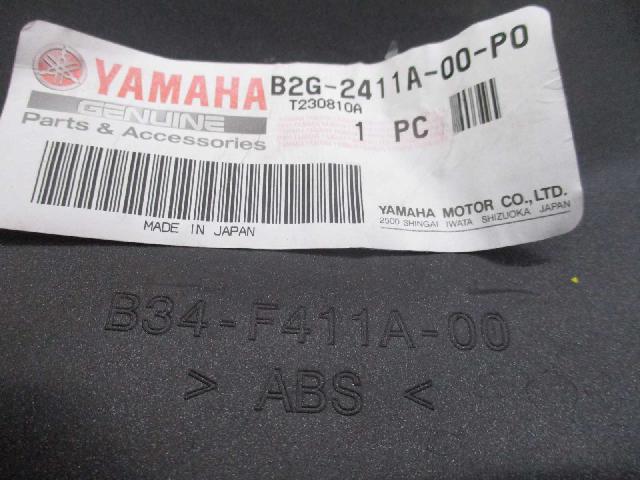 YAMAHA B2G-2411A-00-P0
GENUINE T230810A
Parts & Accessories 1 PC
YAMAHA MOTOR CO.,LTD.
2500 SHINGAI IWATA SHIZUOKA JAPAN
MADE IN JAPAN
B34-F411A-00
> ABS <